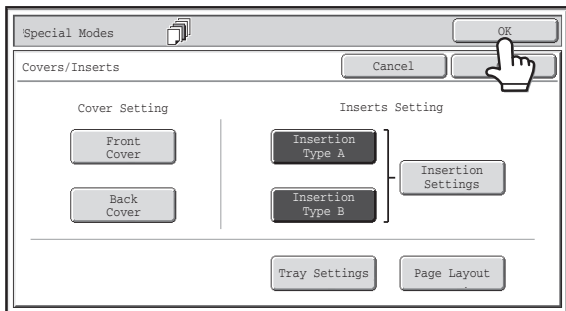 Special Modes
OK
Covers/Inserts
Cancel
Cover Setting
Inserts Setting
Front
Cover
Insertion
Type A
Insertion
Settings
Back
Cover
Insertion
Type B
Tray Settings
Page Layout